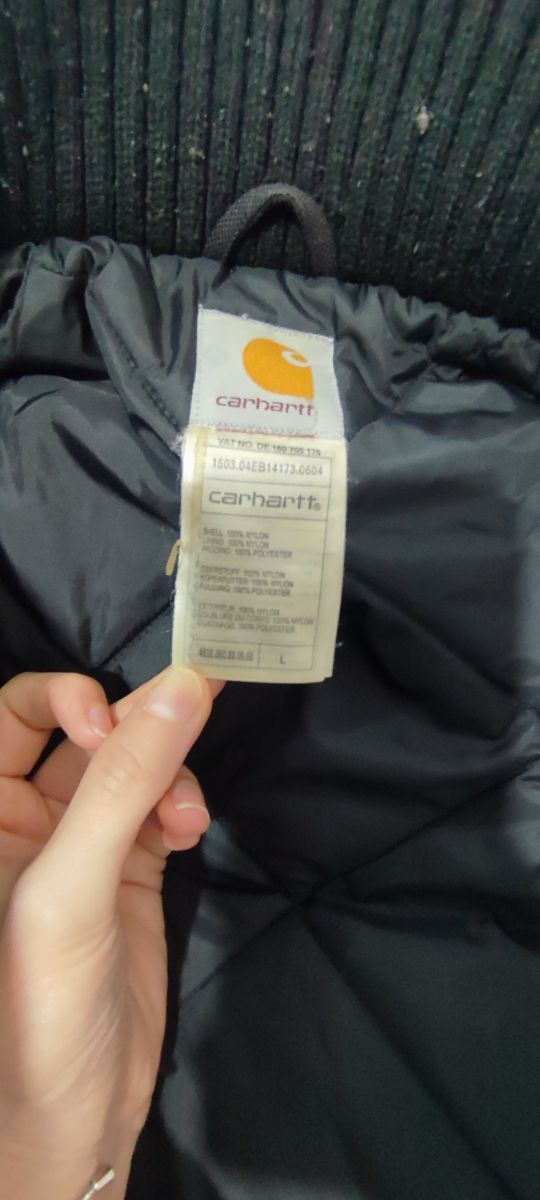 carhartt
VAT NO. DE 160 705 175
1503.04EB14173.0604
carhartt®
SHELL: 100% NYLON
LINING: 100% NYLON
PADDING: 100% POLYESTER
OBERSTOFF: 100% NYLON
KÖRPERFUTTER: 100% NYLON
FÜLLUNG: 100% POLYESTER
EXTERIEUR: 100% NYLON
DOUBLURE DU CORPS: 100% NYLON
OUATINAGE: 100% POLYESTER
L